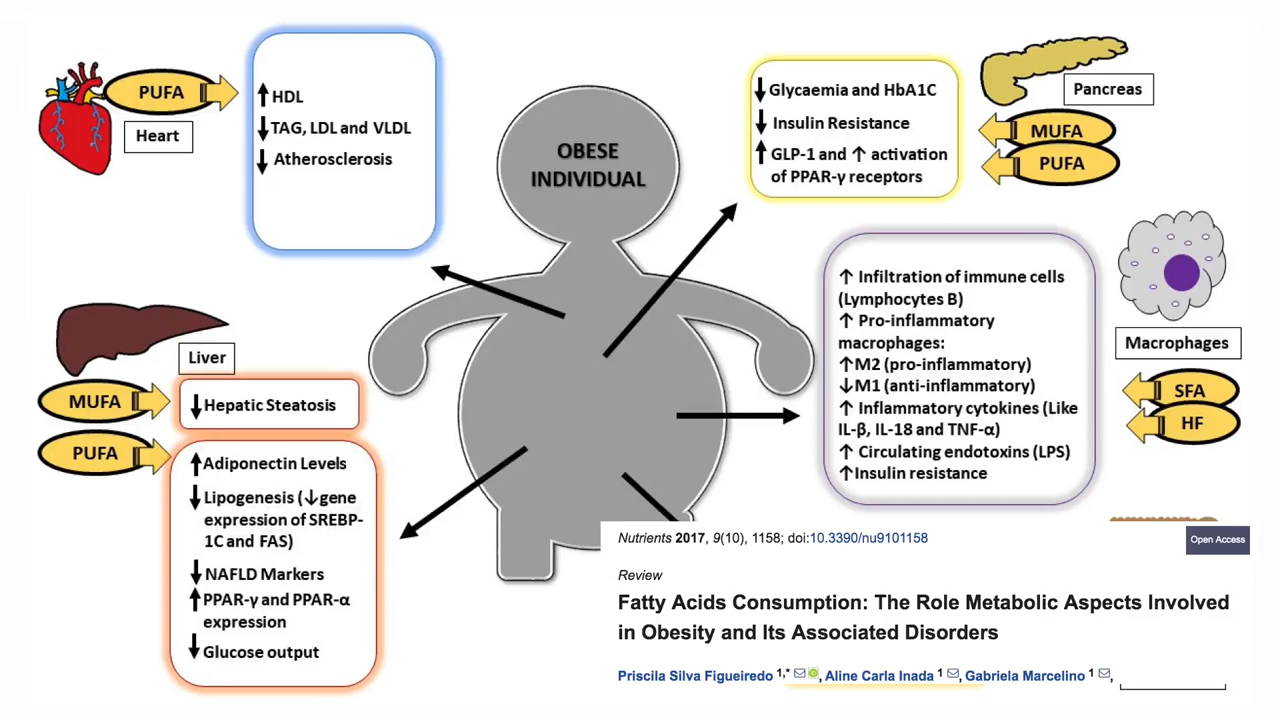 PUFA
Heart
↑ HDL
↓ TAG, LDL and VLDL
↓ Atherosclerosis
OBESE
INDIVIDUAL
↓ Glycaemia and HbA1C
↓ Insulin Resistance
↑ GLP-1 and ↑ activation
of PPAR-γ receptors
Pancreas
MUFA
PUFA
↑ Infiltration of immune cells
(Lymphocytes B)
↑ Pro-inflammatory
macrophages:
↑M2 (pro-inflammatory)
↓M1 (anti-inflammatory)
↑ Inflammatory cytokines (Like
IL-β, IL-18 and TNF-α)
↑ Circulating endotoxins (LPS)
↑Insulin resistance
Macrophages
SFA
HF
Liver
MUFA
↓ Hepatic Steatosis
PUFA
↑ Adiponectin Levels
↓ Lipogenesis (↓gene
expression of SREBP-
1C and FAS)
↓ NAFLD Markers
↑ PPAR-γ and PPAR-α
expression
↓ Glucose output
Nutrients 2017, 9(10), 1158; doi:10.3390/nu9101158
Open Access
Review
Fatty Acids Consumption: The Role Metabolic Aspects Involved
in Obesity and Its Associated Disorders
Priscila Silva Figueiredo 1,* , Aline Carla Inada 1 , Gabriela Marcelino 1 ,